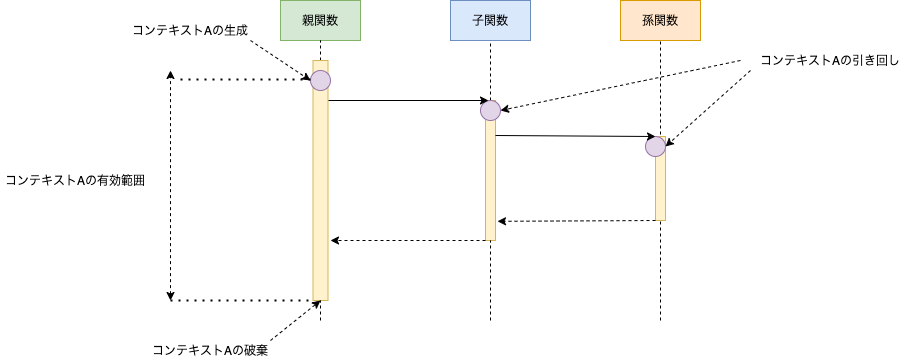 親関数
子関数
孫関数
コンテキストAの生成
コンテキストAの引き回し
コンテキストAの有効範囲
コンテキストAの破棄